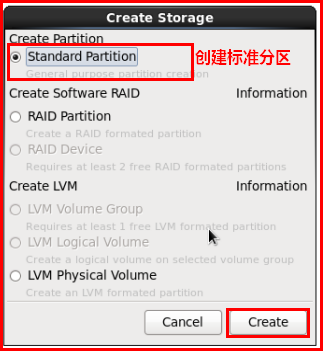 Create Storage
Create Partition
Standard Partition 创建标准分区
General purpose partition creation
Create Software RAID Information
RAID Partition
Create a RAID formated partition
RAID Device
Requires at least 2 free RAID formated partitions
Create LVM Information
LVM Volume Group
Requires at least 1 free LVM formated partition
LVM Logical Volume
Create a logical volume on selected volume group
LVM Physical Volume
Create an LVM formated partition
Cancel Create